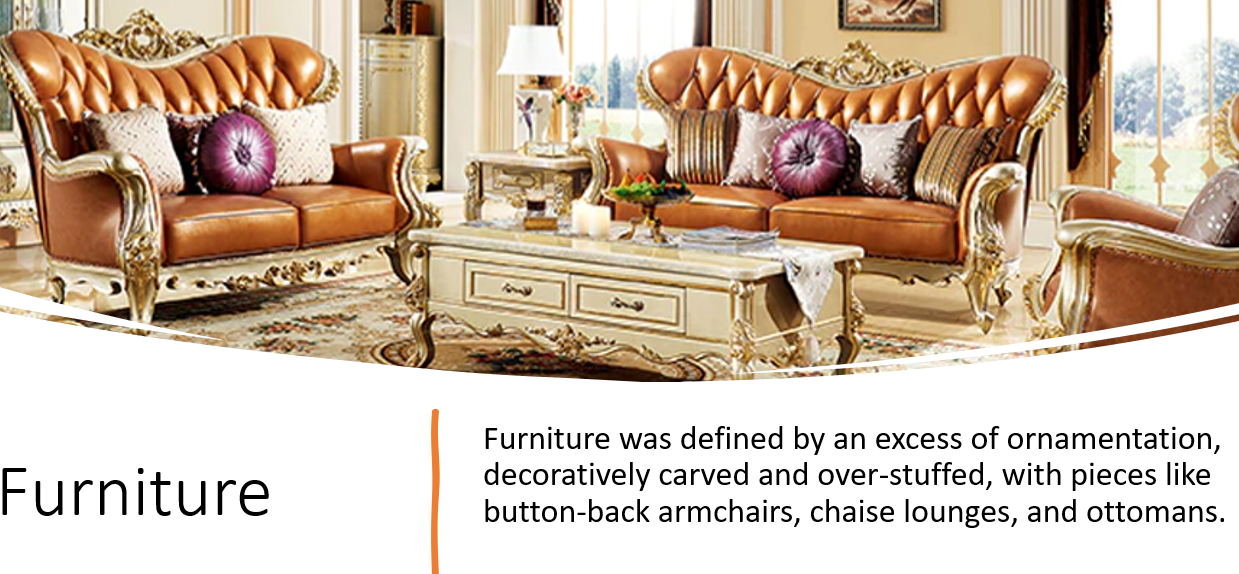 Furniture
Furniture was defined by an excess of ornamentation,
decoratively carved and over-stuffed, with pieces like
button-back armchairs, chaise lounges, and ottomans.